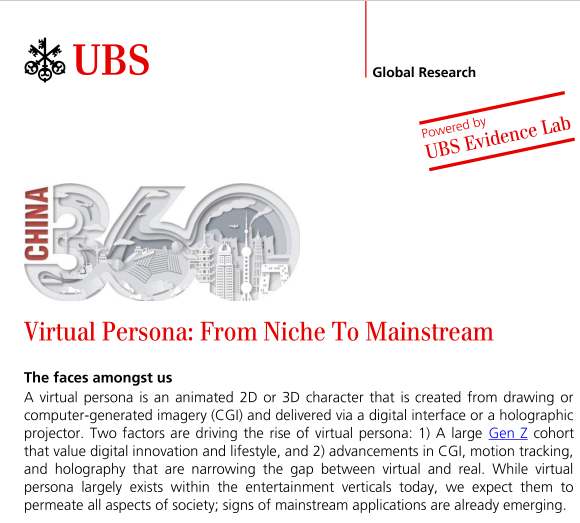 UBS
Global Research
Powered by
UBS Evidence Lab
CHINA
360
Virtual Persona: From Niche To Mainstream
The faces amongst us
A virtual persona is an animated 2D or 3D character that is created from drawing or
computer-generated imagery (CGI) and delivered via a digital interface or a holographic
projector. Two factors are driving the rise of virtual persona: 1) A large Gen Z cohort
that value digital innovation and lifestyle, and 2) advancements in CGI, motion tracking,
and holography that are narrowing the gap between virtual and real. While virtual
persona largely exists within the entertainment verticals today, we expect them to
permeate all aspects of society; signs of mainstream applications are already emerging.